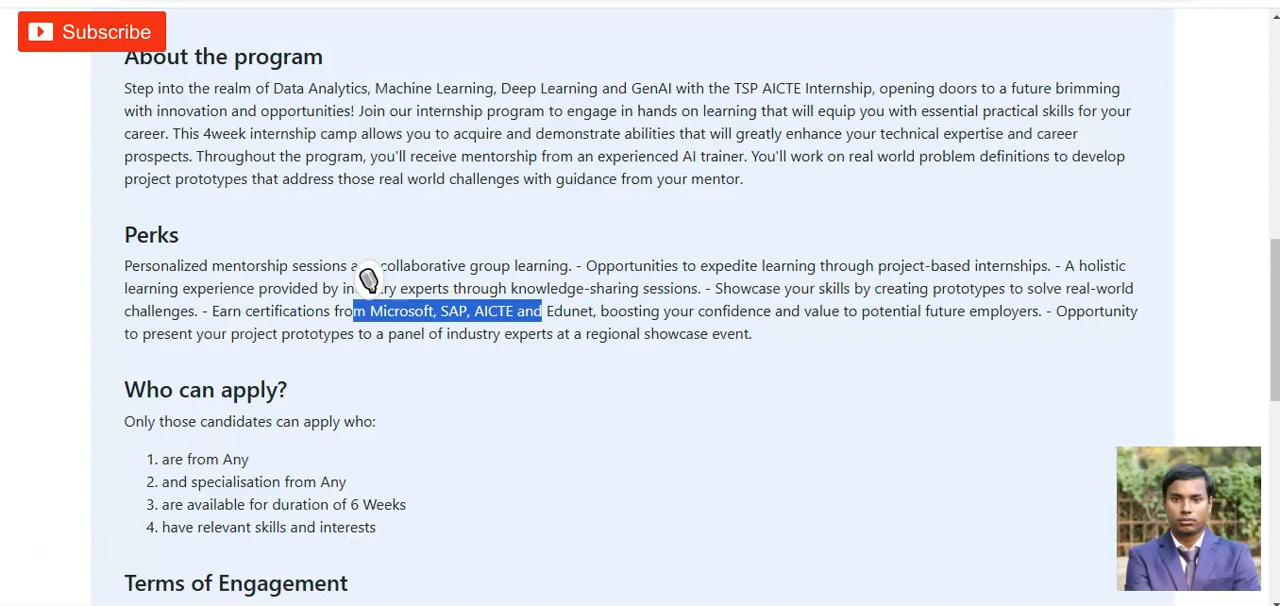 Subscribe
About the program
Step into the realm of Data Analytics, Machine Learning, Deep Learning and GenAI with the TSP AICTE Internship, opening doors to a future brimming
with innovation and opportunities! Join our internship program to engage in hands on learning that will equip you with essential practical skills for your
career. This 4week internship camp allows you to acquire and demonstrate abilities that will greatly enhance your technical expertise and career
prospects. Throughout the program, you'll receive mentorship from an experienced AI trainer. You'll work on real world problem definitions to develop
project prototypes that address those real world challenges with guidance from your mentor.
Perks
Personalized mentorship sessions collaborative group learning. - Opportunities to expedite learning through project-based internships. - A holistic
learning experience provided by experts through knowledge-sharing sessions. - Showcase your skills by creating prototypes to solve real-world
challenges. - Earn certifications from Microsoft, SAP, AICTE and Edunet, boosting your confidence and value to potential future employers. - Opportunity
to present your project prototypes to a panel of industry experts at a regional showcase event.
Who can apply?
Only those candidates can apply who:
1. are from Any
2. and specialisation from Any
3. are available for duration of 6 Weeks
4. have relevant skills and interests
Terms of Engagement